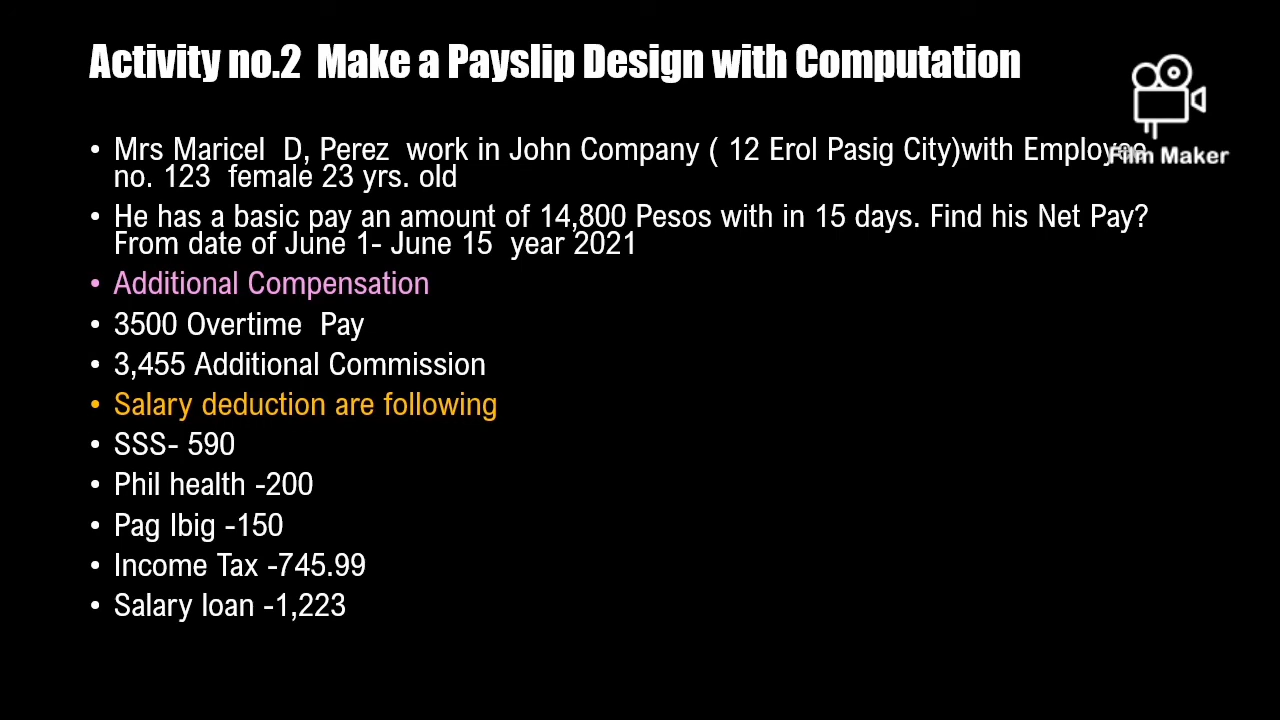 Activity no.2 Make a Payslip Design with Computation
Film Maker
• Mrs Maricel D, Perez work in John Company ( 12 Erol Pasig City)with Employee
no. 123 female 23 yrs. old
• He has a basic pay an amount of 14,800 Pesos with in 15 days. Find his Net Pay?
From date of June 1- June 15 year 2021
• Additional Compensation
• 3500 Overtime Pay
• 3,455 Additional Commission
• Salary deduction are following
• SSS- 590
• Phil health -200
• Pag Ibig -150
• Income Tax -745.99
• Salary loan -1,223